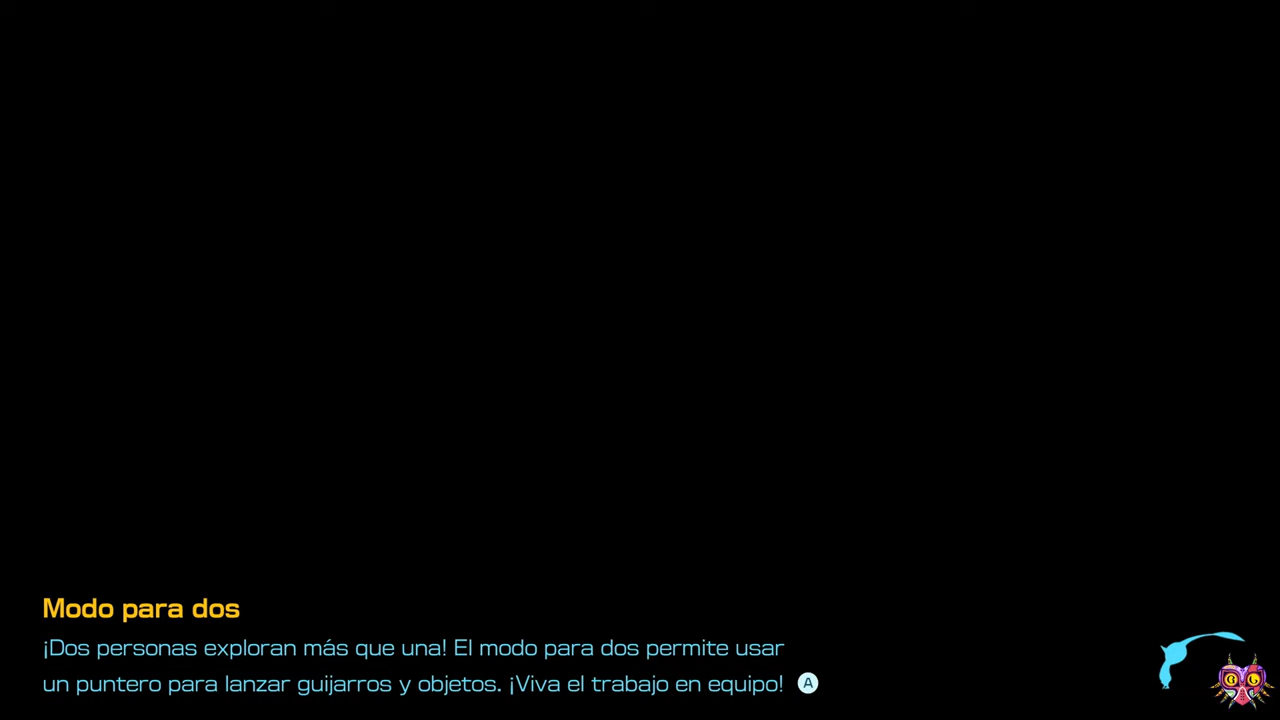 Modo para dos
¡Dos personas exploran más que una! El modo para dos permite usar
un puntero para lanzar guijarros y objetos. ¡Viva el trabajo en equipo! A